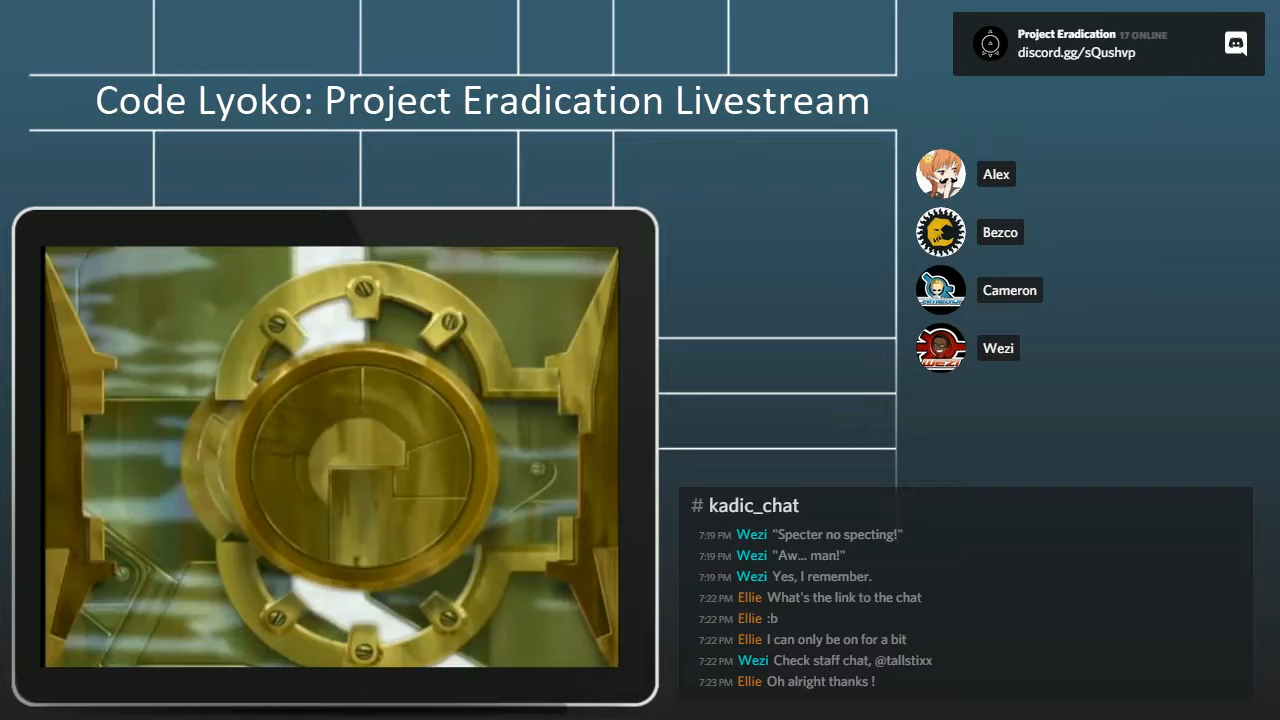 Project Eradication 17 ONLINE
discord.gg/sQushvp
Code Lyoko: Project Eradication Livestream
Alex
Bezco
Cameron
Wezi
# kadic_chat
7:19 PM Wezi "Specter no specting!"
7:19 PM Wezi "Aw... man!"
7:19 PM Wezi Yes, I remember.
7:22 PM Ellie What's the link to the chat
7:22 PM Ellie :b
7:22 PM Ellie I can only be on for a bit
7:22 PM Wezi Check staff chat, @tallstixx
7:23 PM Ellie Oh alright thanks !